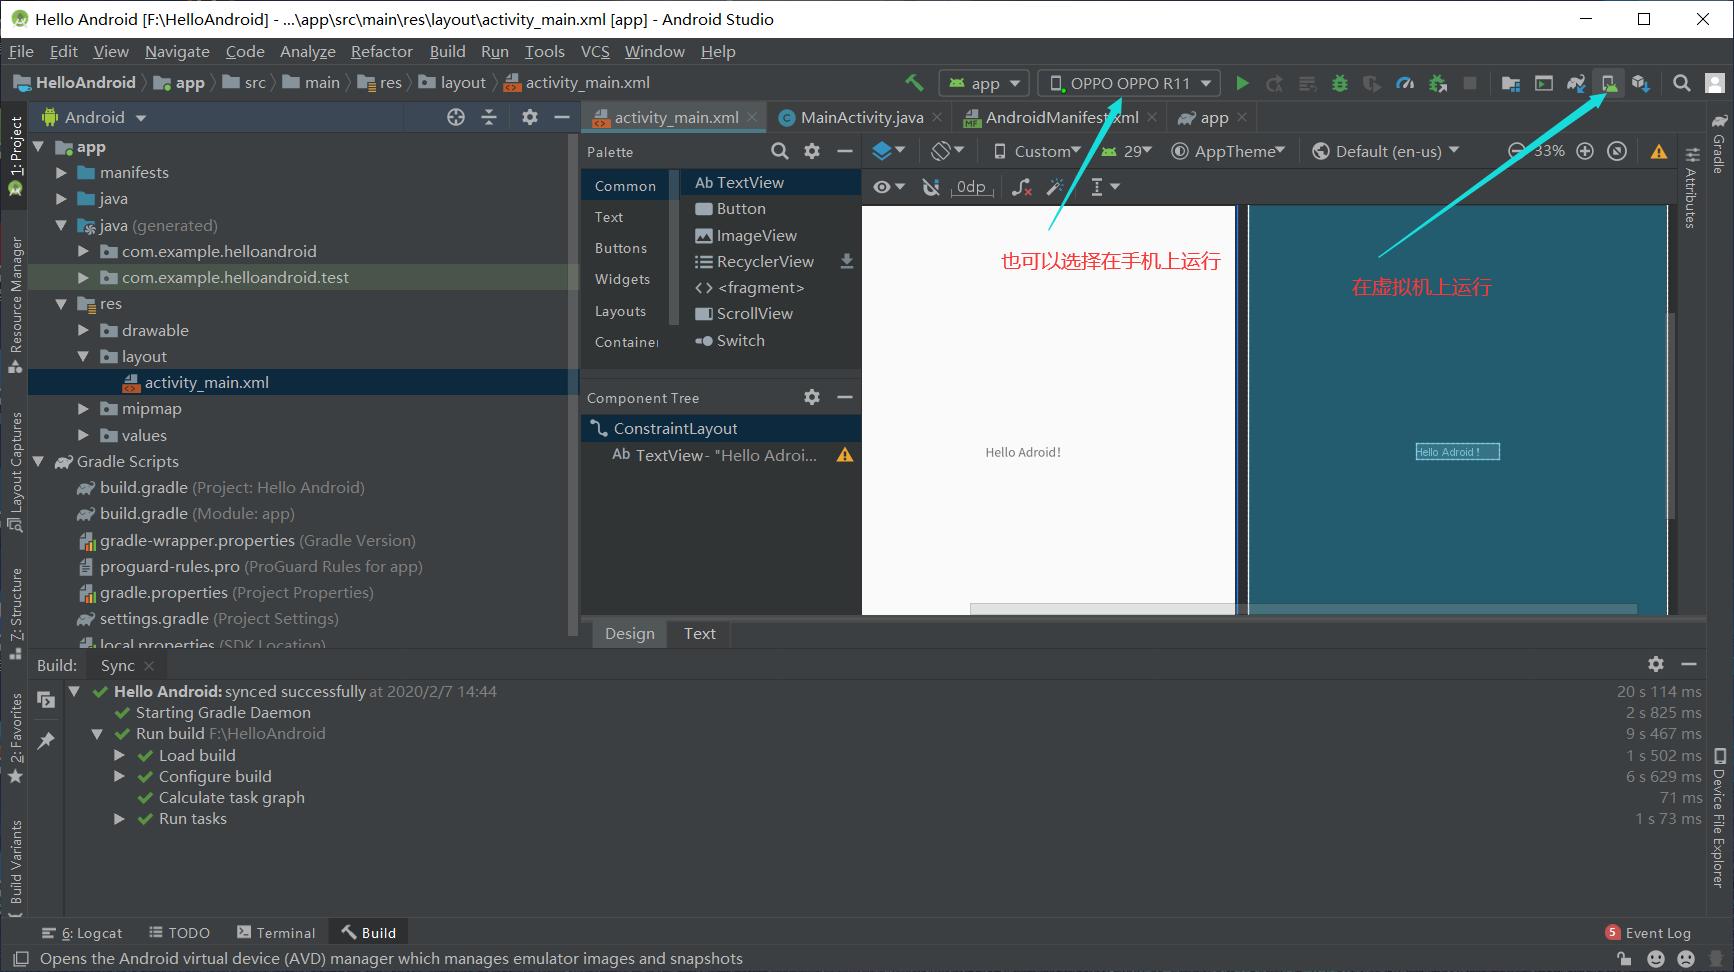 Hello Android [F:\HelloAndroid] - ...\app\src\main\res\layout\activity_main.xml [app] - Android Studio
File Edit View Navigate Code Analyze Refactor Build Run Tools VCS Window Help
HelloAndroid app src main res layout activity_main.xml
app OPPO OPPO R11
Android
activity_main.xml MainActivity.java AndroidManifest.xml app
1: Project
Resource Manager
Layout Captures
7: Structure
2: Favorites
Build Variants
app
manifests
java
java (generated)
com.example.helloandroid
com.example.helloandroid.test
res
drawable
layout
activity_main.xml
mipmap
values
Gradle Scripts
build.gradle (Project: Hello Android)
build.gradle (Module: app)
gradle-wrapper.properties (Gradle Version)
proguard-rules.pro (ProGuard Rules for app)
gradle.properties (Project Properties)
settings.gradle (Project Settings)
local.properties (SDK Location)
Palette
Common
Text
Buttons
Widgets
Layouts
Container
Ab TextView
Button
ImageView
RecyclerView
<fragment>
ScrollView
Switch
Component Tree
ConstraintLayout
Ab TextView- "Hello Adroi...
Custom 29 AppTheme Default (en-us) 33%
0dp
也可以选择在手机上运行
在虚拟机上运行
Hello Adroid！
Hello Adroid！
Design Text
Gradle
Attributes
Device File Explorer
Build: Sync
Hello Android: synced successfully at 2020/2/7 14:44 20 s 114 ms
Starting Gradle Daemon 2 s 825 ms
Run build F:\HelloAndroid 9 s 467 ms
Load build 1 s 502 ms
Configure build 6 s 629 ms
Calculate task graph 71 ms
Run tasks 1 s 73 ms
6: Logcat TODO Terminal Build 5 Event Log
Opens the Android virtual device (AVD) manager which manages emulator images and snapshots